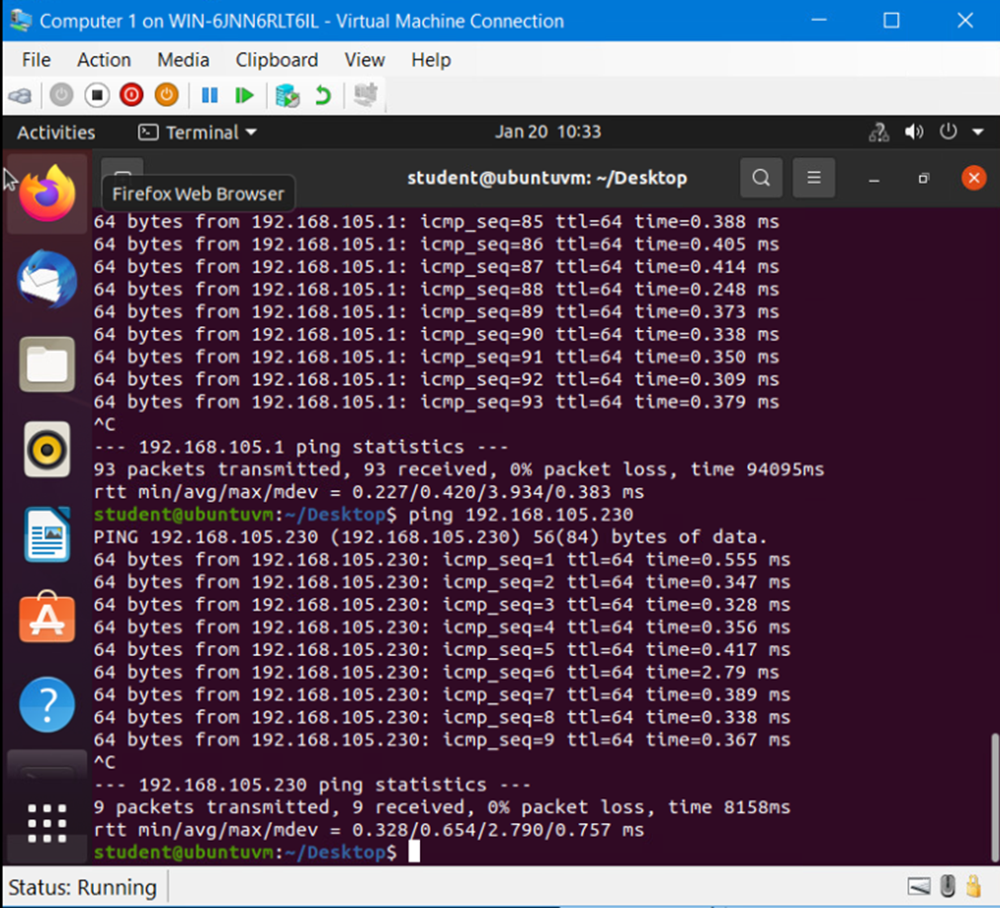 Computer 1 on WIN-6JNN6RLT6IL - Virtual Machine Connection
File Action Media Clipboard View Help
Activities Terminal Jan 20 10:33
student@ubuntuvm: ~/Desktop
Firefox Web Browser
64 bytes from 192.168.105.1: icmp_seq=85 ttl=64 time=0.388 ms
64 bytes from 192.168.105.1: icmp_seq=86 ttl=64 time=0.405 ms
64 bytes from 192.168.105.1: icmp_seq=87 ttl=64 time=0.414 ms
64 bytes from 192.168.105.1: icmp_seq=88 ttl=64 time=0.248 ms
64 bytes from 192.168.105.1: icmp_seq=89 ttl=64 time=0.373 ms
64 bytes from 192.168.105.1: icmp_seq=90 ttl=64 time=0.338 ms
64 bytes from 192.168.105.1: icmp_seq=91 ttl=64 time=0.350 ms
64 bytes from 192.168.105.1: icmp_seq=92 ttl=64 time=0.309 ms
64 bytes from 192.168.105.1: icmp_seq=93 ttl=64 time=0.379 ms
^C
--- 192.168.105.1 ping statistics ---
93 packets transmitted, 93 received, 0% packet loss, time 94095ms
rtt min/avg/max/mdev = 0.227/0.420/3.934/0.383 ms
student@ubuntuvm:~/Desktop$ ping 192.168.105.230
PING 192.168.105.230 (192.168.105.230) 56(84) bytes of data.
64 bytes from 192.168.105.230: icmp_seq=1 ttl=64 time=0.555 ms
64 bytes from 192.168.105.230: icmp_seq=2 ttl=64 time=0.347 ms
64 bytes from 192.168.105.230: icmp_seq=3 ttl=64 time=0.328 ms
64 bytes from 192.168.105.230: icmp_seq=4 ttl=64 time=0.356 ms
64 bytes from 192.168.105.230: icmp_seq=5 ttl=64 time=0.417 ms
64 bytes from 192.168.105.230: icmp_seq=6 ttl=64 time=2.79 ms
64 bytes from 192.168.105.230: icmp_seq=7 ttl=64 time=0.389 ms
64 bytes from 192.168.105.230: icmp_seq=8 ttl=64 time=0.338 ms
64 bytes from 192.168.105.230: icmp_seq=9 ttl=64 time=0.367 ms
^C
--- 192.168.105.230 ping statistics ---
9 packets transmitted, 9 received, 0% packet loss, time 8158ms
rtt min/avg/max/mdev = 0.328/0.654/2.790/0.757 ms
student@ubuntuvm:~/Desktop$
Status: Running